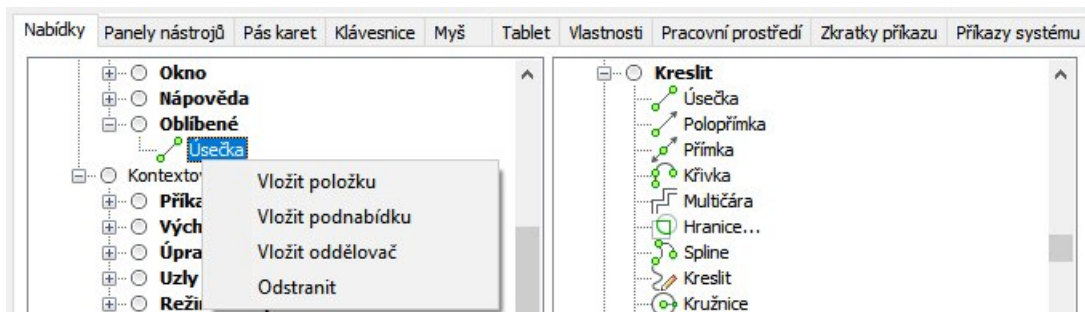 Nabídky Panely nástrojů Pás karet Klávesnice Myš Tablet Vlastnosti Pracovní prostředí Zkratky příkazu Příkazy systému
Okno
Nápověda
Oblíbené
Úsečka
Vložit položku
Vložit podnabídku
Vložit oddělovač
Odstranit
Uzly
Kreslit
Úsečka
Polopřímka
Přímka
Křivka
Multičára
Hranice...
Spline
Kreslit
Kružnice